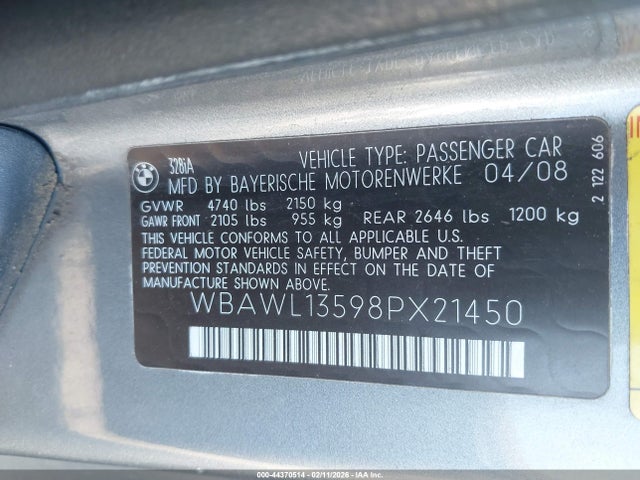 BMW
328iA
VEHICLE TYPE: PASSENGER CAR
MFD BY BAYERISCHE MOTORENWERKE 04/08
GVWR 4740 lbs 2150 kg
GAWR FRONT 2105 lbs 955 kg REAR 2646 lbs 1200 kg
THIS VEHICLE CONFORMS TO ALL APPLICABLE U.S.
FEDERAL MOTOR VEHICLE SAFETY, BUMPER AND THEFT
PREVENTION STANDARDS IN EFFECT ON THE DATE OF
MANUFACTURE SHOWN ABOVE.
WBAWL13598PX21450
2 122 606
000-44370514 - 02/11/2026 - IAA Inc.